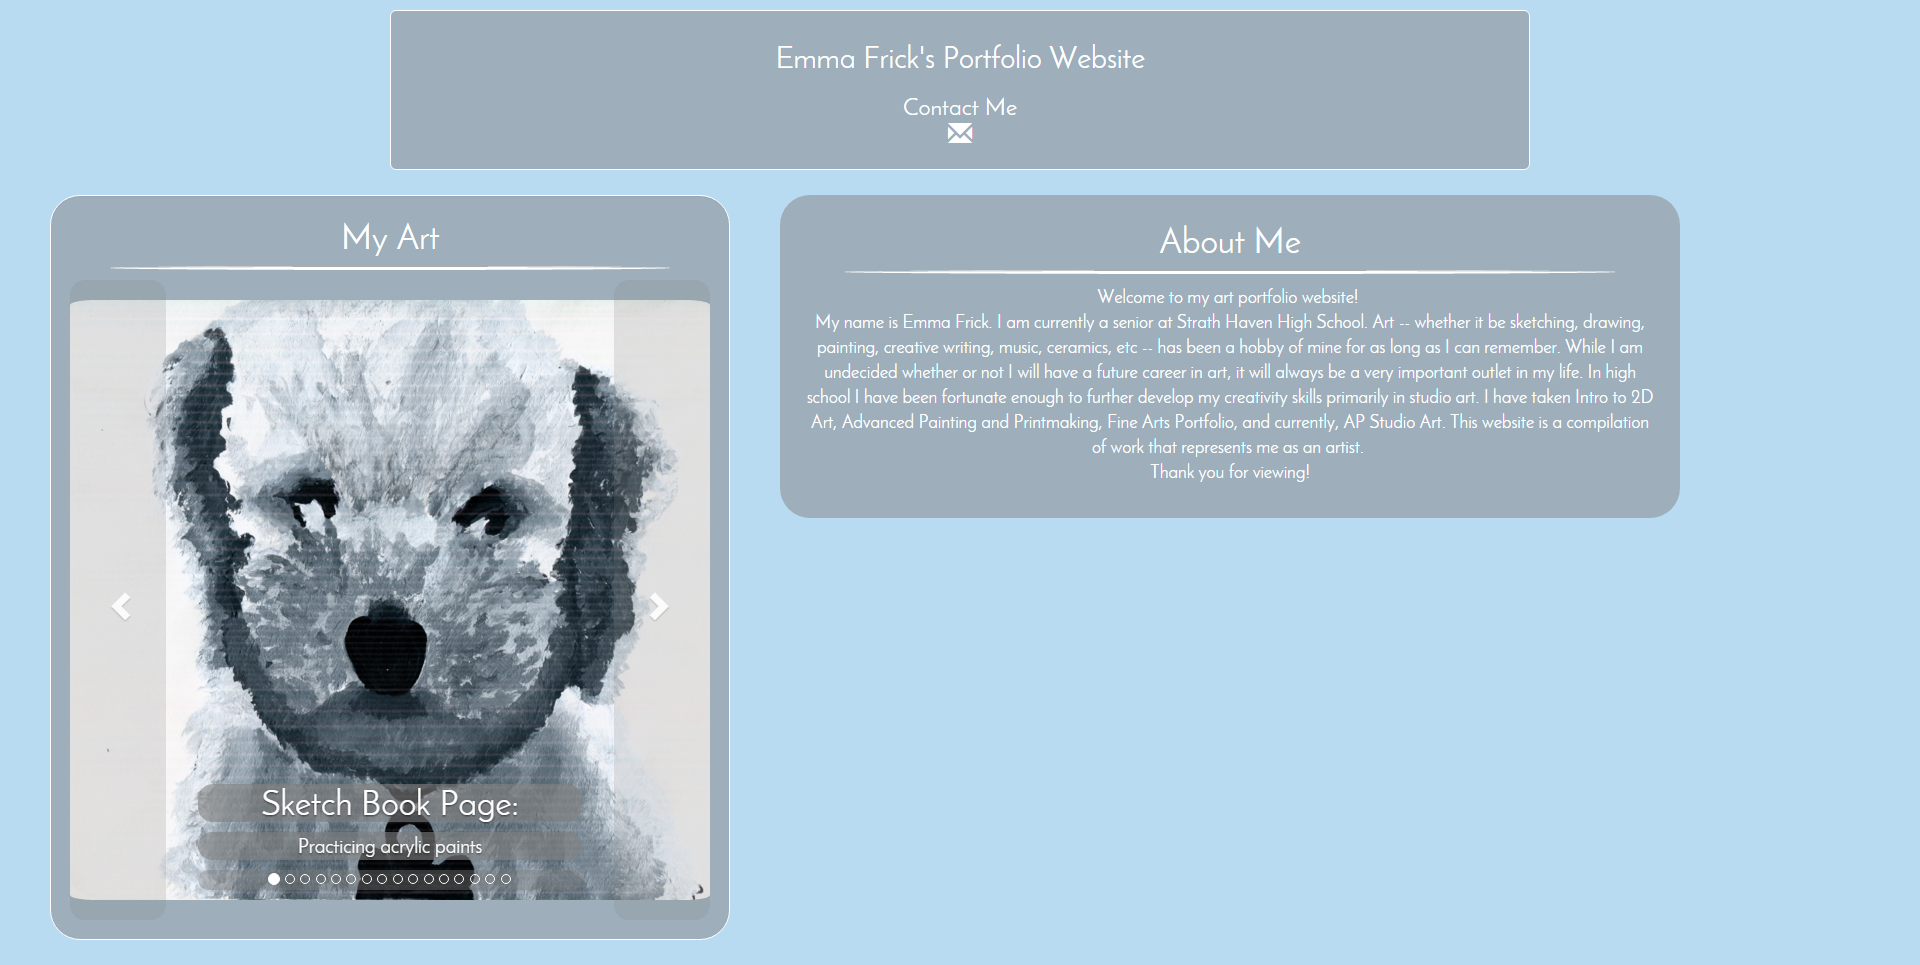 Emma Frick's Portfolio Website
Contact Me
My Art
Sketch Book Page:
Practicing acrylic paints
About Me
Welcome to my art portfolio website!
My name is Emma Frick. I am currently a senior at Strath Haven High School. Art -- whether it be sketching, drawing,
painting, creative writing, music, ceramics, etc -- has been a hobby of mine for as long as I can remember. While I am
undecided whether or not I will have a future career in art, it will always be a very important outlet in my life. In high
school I have been fortunate enough to further develop my creativity skills primarily in studio art. I have taken Intro to 2D
Art, Advanced Painting and Printmaking, Fine Arts Portfolio, and currently, AP Studio Art. This website is a compilation
of work that represents me as an artist.
Thank you for viewing!